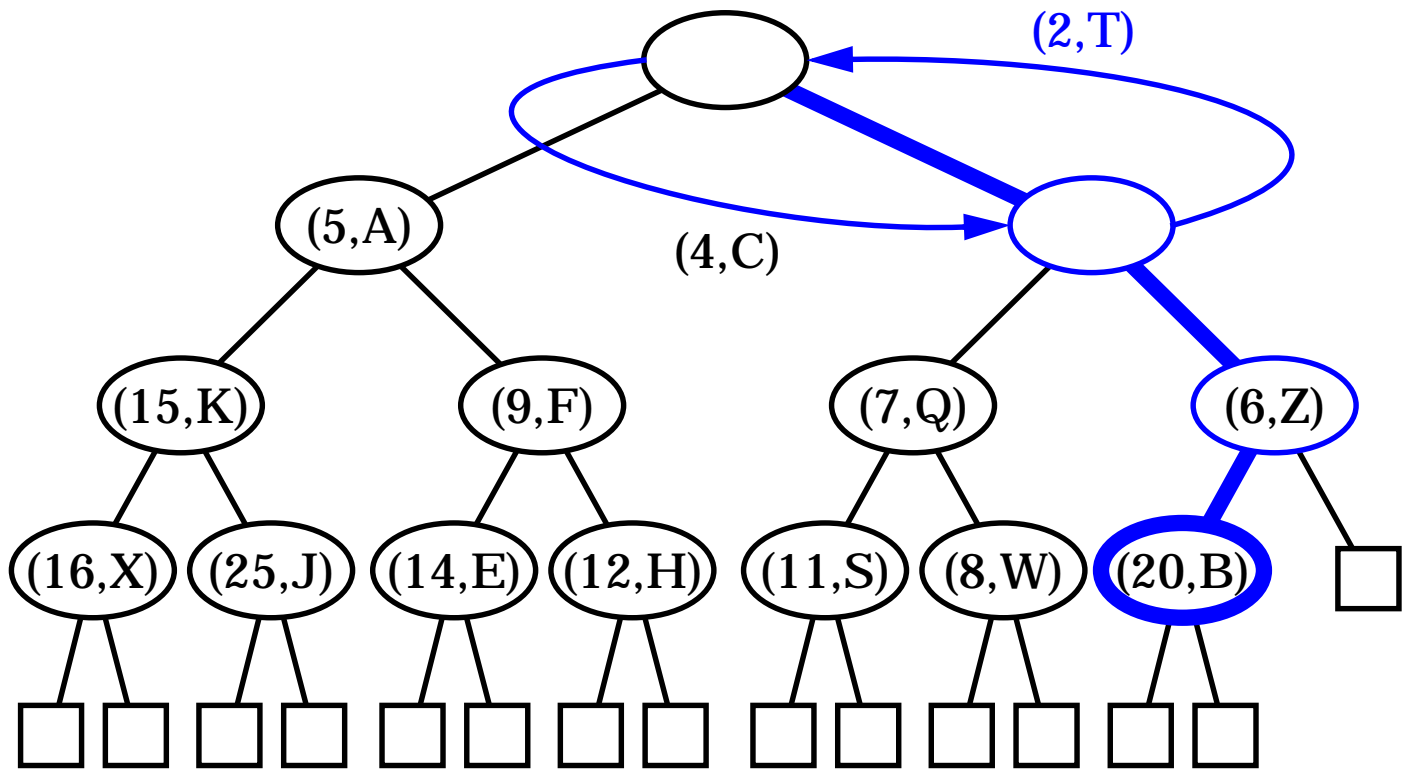 (2,T)
(5,A)
(4,C)
(15,K)
(9,F)
(7,Q)
(6,Z)
(16,X)
(25,J)
(14,E)
(12,H)
(11,S)
(8,W)
(20,B)